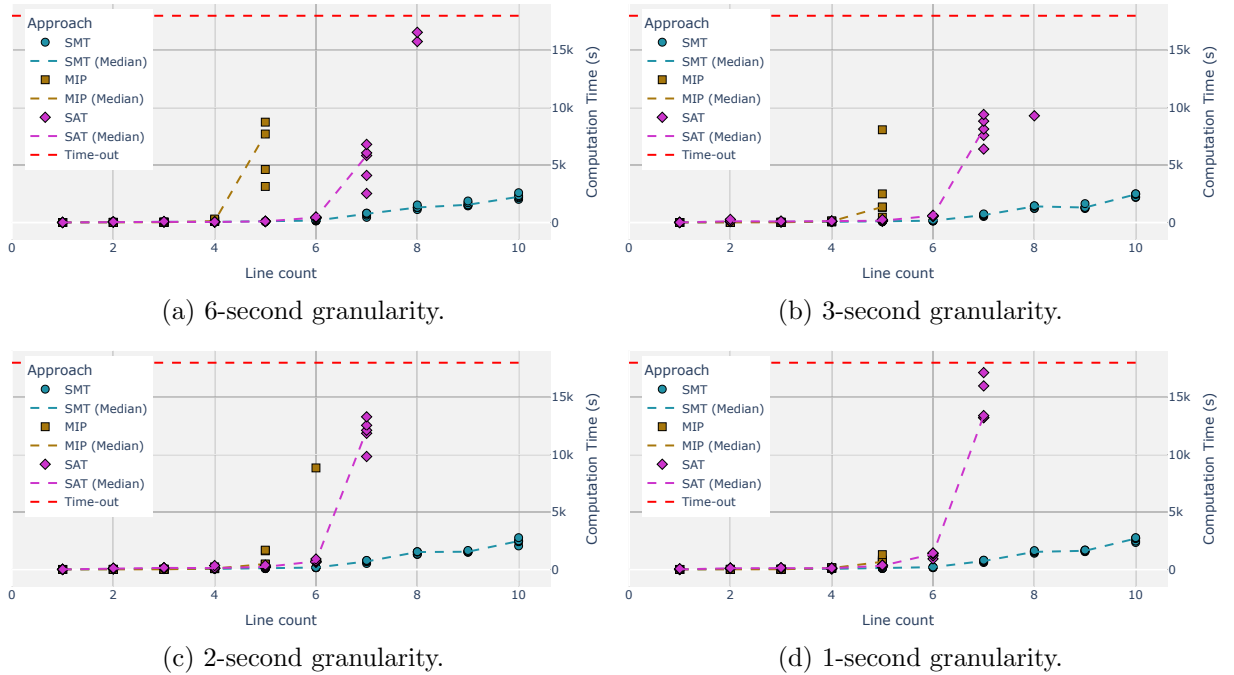 Approach
SMT
SMT (Median)
MIP
MIP (Median)
SAT
SAT (Median)
Time-out
15k
10k
5k
0
Computation Time (s)
0 2 4 6 8 10
Line count
(a) 6-second granularity.
Approach
SMT
SMT (Median)
MIP
MIP (Median)
SAT
SAT (Median)
Time-out
15k
10k
5k
0
Computation Time (s)
0 2 4 6 8 10
Line count
(b) 3-second granularity.
Approach
SMT
SMT (Median)
MIP
MIP (Median)
SAT
SAT (Median)
Time-out
15k
10k
5k
0
Computation Time (s)
0 2 4 6 8 10
Line count
(c) 2-second granularity.
Approach
SMT
SMT (Median)
MIP
MIP (Median)
SAT
SAT (Median)
Time-out
15k
10k
5k
0
Computation Time (s)
0 2 4 6 8 10
Line count
(d) 1-second granularity.